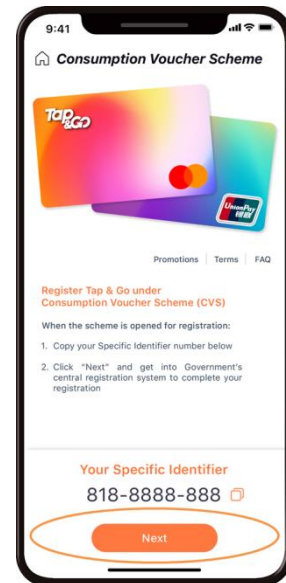 9:41
Consumption Voucher Scheme
Tap
&Go
UnionPay
银联
Promotions | Terms | FAQ
Register Tap & Go under
Consumption Voucher Scheme (CVS)
When the scheme is opened for registration:
1. Copy your Specific Identifier number below
2. Click "Next" and get into Government's
central registration system to complete your
registration
Your Specific Identifier
818-8888-888
Next